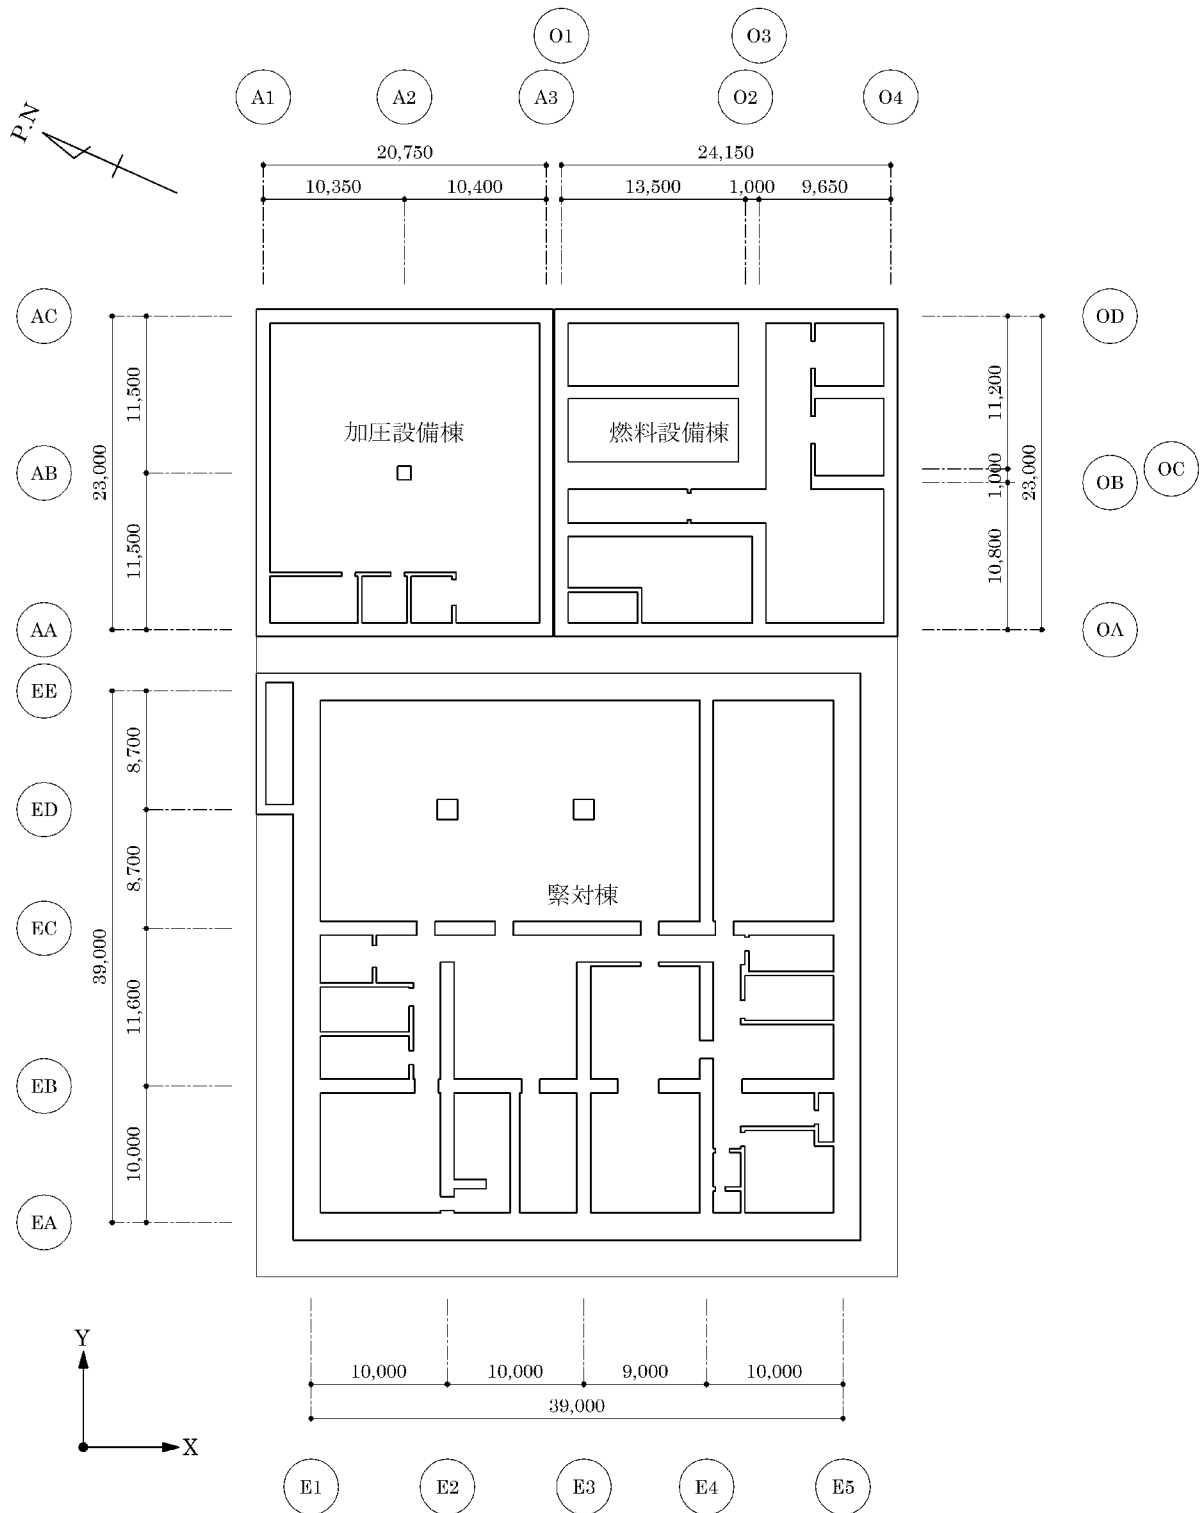 O1 O3
A1 A2 A3 O2 O4
P.N
20,750 24,150
10,350 10,400 13,500 1,000 9,650
AC OD
11,500 11,200
加圧設備棟 燃料設備棟
AB 23,000 1,000 23,000 OB OC
11,500 10,800
AA OA
EE
8,700
ED
8,700
緊対棟
EC
39,000
11,600
EB
10,000
EA
Y
10,000 10,000 9,000 10,000
39,000
X
E1 E2 E3 E4 E5